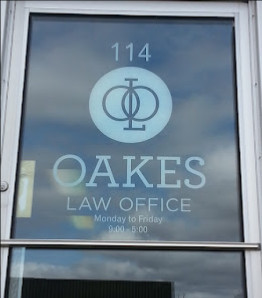 114
OAKES
LAW OFFICE
Monday to Friday
9:00 - 5:00